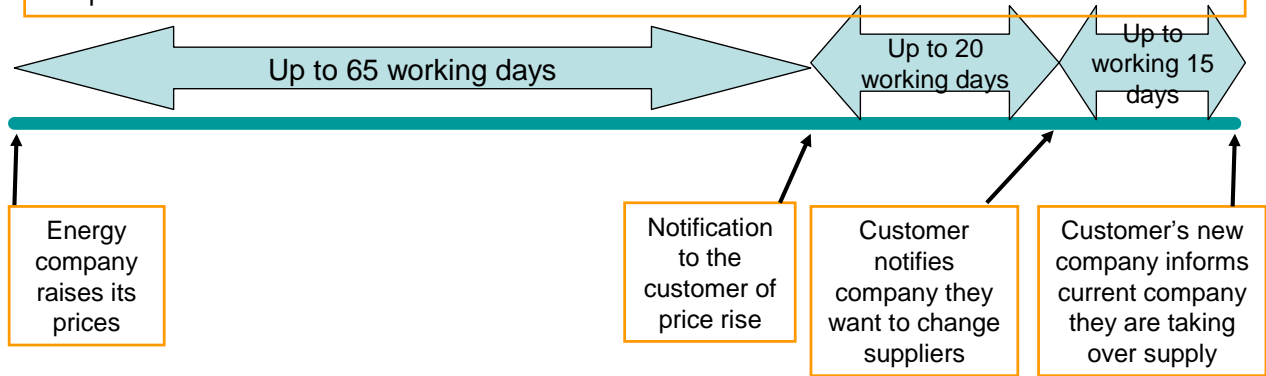 Up to 65 working days
Up to 20
working days
Up to
working 15
days
Energy
company
raises its
prices
Notification
to the
customer of
price rise
Customer
notifies
company they
want to change
suppliers
Customer's new
company informs
current company
they are taking
over supply